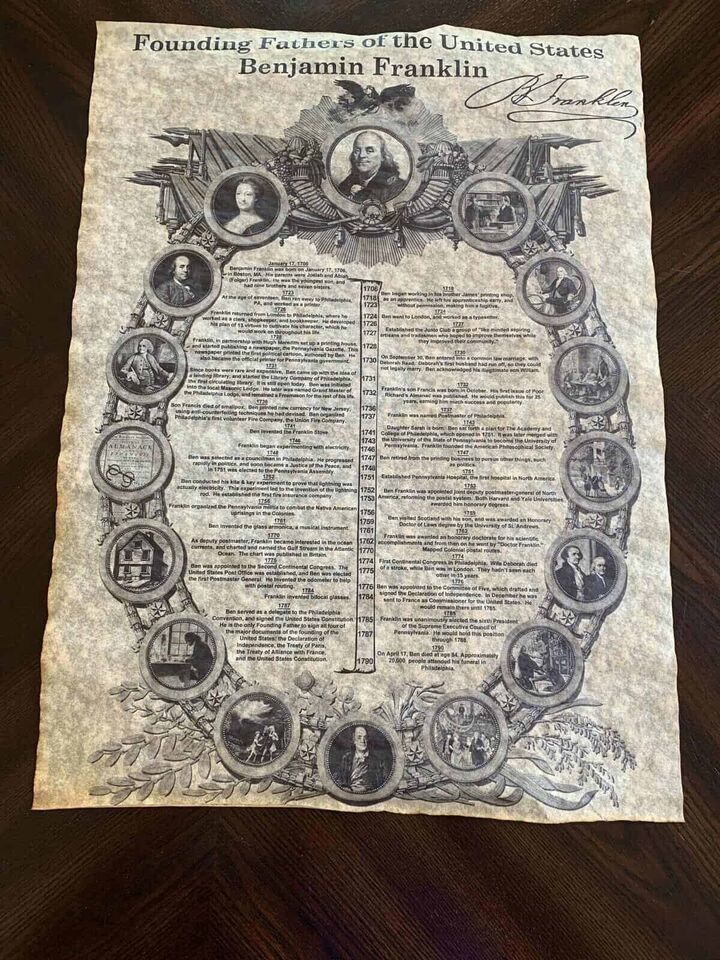 Founding Fathers of the United States
Benjamin Franklin
B Franklin
January 17, 1706
Benjamin Franklin was born on January 17, 1706,
in Boston, MA. His parents were Josiah and Abiah
(Folger) Franklin. He was the youngest son, and
had nine brothers and seven sisters.
1723
At the age of seventeen, Ben ran away to Philadelphia,
PA, and worked as a printer.
1726
Franklin returned from London to Philadelphia, where he
worked as a clerk, shopkeeper, and bookkeeper. He developed
his plan of 13 virtues to cultivate his character, which he
would work on throughout his life.
Franklin, in partnership with Hugh Meredith set up a printing house,
and started publishing a newspaper, the Pennsylvania Gazette. The
newspaper printed the first political cartoon, authored by Ben. He
also became the official printer for Pennsylvania government.
1731
Since books were rare and expensive, Ben came up with the idea of
a lending library, and started the Library Company of Philadelphia,
the first circulating library. It is still open today. Ben was initiated
into the local Masonic Lodge. He later was named Grand Master of
the Philadelphia Lodge, and remained a Freemason for the rest of his life.
1736
Son Francis died of smallpox. Ben printed new currency for New Jersey,
using anti-counterfeiting techniques he had devised. Ben organized
Philadelphia's first volunteer Fire Company, the Union Fire Company.
1741
Ben invented the Franklin Stove.
1746
Franklin began experimenting with electricity.
1748
Ben was selected as a councilman in Philadelphia. He progressed
rapidly in politics, and soon became a Justice of the Peace, and
in 1751 was elected to the Pennsylvania Assembly.
1752
Ben conducted his kite & key experiment to prove that lightning was
actually electricity. This experiment led to the invention of the lightning
rod. He established the first fire insurance company.
1756
Franklin organized the Pennsylvania militia to combat the Native American
uprisings in the Colonies.
1761
Ben invented the glass armonica, a musical instrument.
1770
As deputy postmaster, Franklin became interested in the ocean
currents, and charted and named the Gulf Stream in the Atlantic
Ocean. The chart was published in Britain.
1775
Ben was appointed to the Second Continental Congress. The
United States Post Office was established, and Ben was elected
the first Postmaster General. He invented the odometer to help
with postal routing.
1784
Franklin invented bifocal glasses.
1787
Ben served as a delegate to the Philadelphia
Convention, and signed the United States Constitution.
He is the only Founding Father to sign all four of
the major documents of the founding of the
United States: the Declaration of
Independence, the Treaty of Paris,
the Treaty of Alliance with France,
and the United States Constitution.
1706
1718
1723
1724
1726
1727
1730
1731
1732
1736
1737
1741
1743
1746
1747
1748
1751
1752
1753
1756
1759
1761
1762
1770
1774
1775
1776
1784
1785
1787
1790
1718
Ben began working in his brother James' printing shop,
as an apprentice. He left his apprenticeship early, and
without permission, making him a fugitive.
1724
Ben went to London, and worked as a typesetter.
1727
Established the Junto Club a group of "like minded aspiring
artisans and tradesmen who hoped to improve themselves while
they improved their community."
1730
On September 30, Ben entered into a common law marriage, with
Deborah Read. Deborah's first husband had run off, so they could
not legally marry. Ben acknowledged his illegitimate son William.
1732
Franklin's son Francis was born in October. His first issue of Poor
Richard's Almanac was published. He would publish this for 25
years, earning him much success and popularity.
1737
Franklin was named Postmaster of Philadelphia.
1743
Daughter Sarah is born. Ben set forth a plan for The Academy and
College of Philadelphia, which opened in 1751. It was later merged with
the University of the State of Pennsylvania to become the University of
Pennsylvania. Franklin founded the American Philosophical Society.
1747
Ben retired from the printing business to pursue other things, such
as politics.
1751
Established Pennsylvania Hospital, the first hospital in North America.
1753
Ben Franklin was appointed joint deputy postmaster-general of North
America, reforming the postal system. Both Harvard and Yale Universities
awarded him honorary degrees.
1759
Ben visited Scotland with his son, and was awarded an Honorary
Doctor of Laws degree by the University of St. Andrews.
Franklin was awarded an honorary doctorate for his scientific
accomplishments and from then on he went by "Doctor Franklin."
Mapped Colonial postal routes.
1774
First Continental Congress in Philadelphia. Wife Deborah died
of a stroke, while Ben was in London. They hadn't seen each
other in 15 years.
1776
Ben was appointed to the Committee of Five, which drafted and
signed the Declaration of Independence. In December he was
sent to France as Commissioner for the United States. He
would remain there until 1785.
1785
Franklin was unanimously elected the sixth President
of the Supreme Executive Council of
Pennsylvania. He would hold this position
through 1788.
1790
On April 17, Ben died at age 84. Approximately
20,000 people attended his funeral in
Philadelphia.